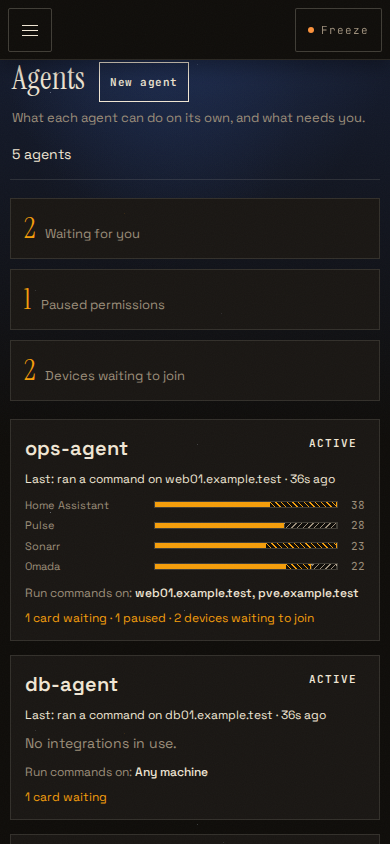 Freeze
Agents
New agent
What each agent can do on its own, and what needs you.
5 agents
2 Waiting for you
1 Paused permissions
2 Devices waiting to join
ops-agent
ACTIVE
Last: ran a command on web01.example.test · 36s ago
Home Assistant 38
Pulse 28
Sonarr 23
Omada 22
Run commands on: web01.example.test, pve.example.test
1 card waiting · 1 paused · 2 devices waiting to join
db-agent
ACTIVE
Last: ran a command on db01.example.test · 36s ago
No integrations in use.
Run commands on: Any machine
1 card waiting